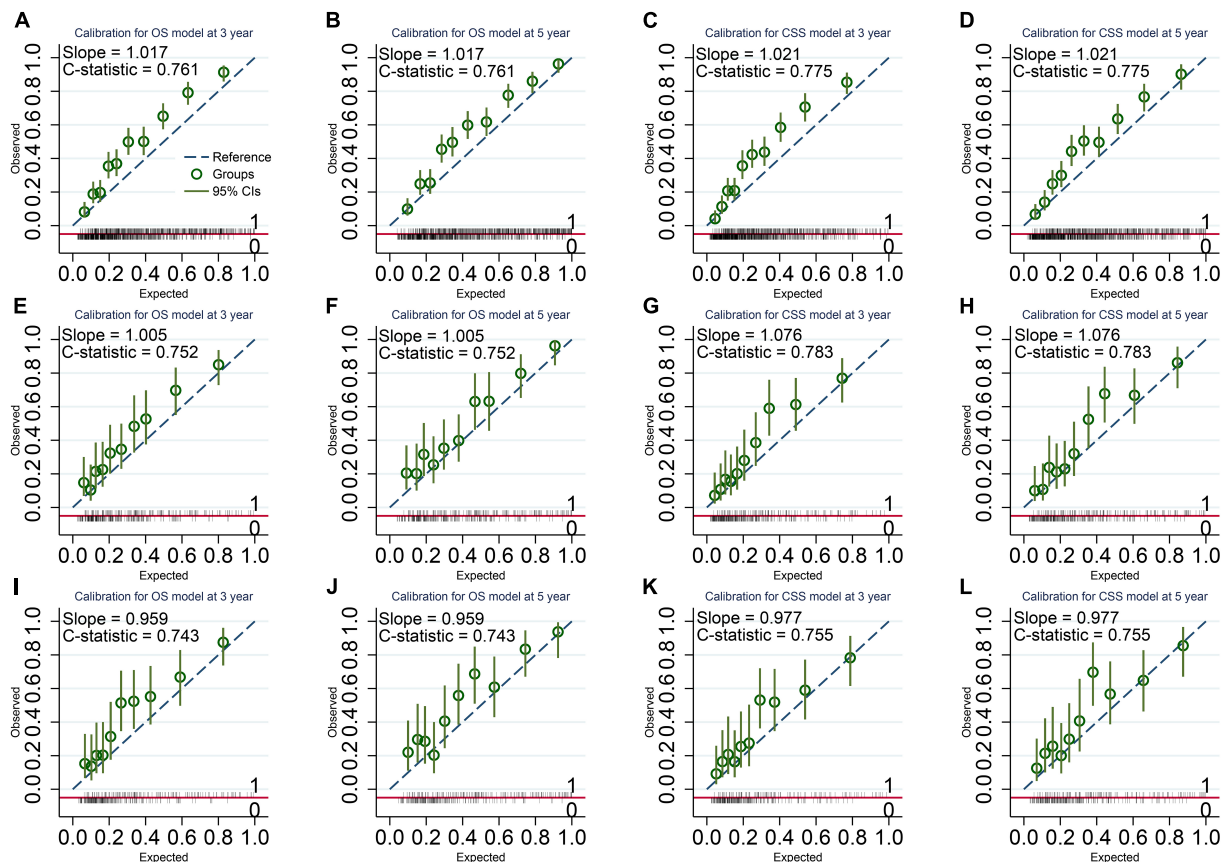 A
Calibration for OS model at 3 year
Slope = 1.017
C-statistic = 0.761
Observed
0.0 0.2 0.4 0.6 0.8 1.0
Reference
Groups
95% CIs
1
0
0.0 0.2 0.4 0.6 0.8 1.0
Expected
B
Calibration for OS model at 5 year
Slope = 1.017
C-statistic = 0.761
Observed
0.0 0.2 0.4 0.6 0.8 1.0
1
0
0.0 0.2 0.4 0.6 0.8 1.0
Expected
C
Calibration for CSS model at 3 year
Slope = 1.021
C-statistic = 0.775
Observed
0.0 0.2 0.4 0.6 0.8 1.0
1
0
0.0 0.2 0.4 0.6 0.8 1.0
Expected
D
Calibration for CSS model at 5 year
Slope = 1.021
C-statistic = 0.775
Observed
0.0 0.2 0.4 0.6 0.8 1.0
1
0
0.0 0.2 0.4 0.6 0.8 1.0
Expected
E
Calibration for OS model at 3 year
Slope = 1.005
C-statistic = 0.752
Observed
0.0 0.2 0.4 0.6 0.8 1.0
1
0
0.0 0.2 0.4 0.6 0.8 1.0
Expected
F
Calibration for OS model at 5 year
Slope = 1.005
C-statistic = 0.752
Observed
0.0 0.2 0.4 0.6 0.8 1.0
1
0
0.0 0.2 0.4 0.6 0.8 1.0
Expected
G
Calibration for CSS model at 3 year
Slope = 1.076
C-statistic = 0.783
Observed
0.0 0.2 0.4 0.6 0.8 1.0
1
0
0.0 0.2 0.4 0.6 0.8 1.0
Expected
H
Calibration for CSS model at 5 year
Slope = 1.076
C-statistic = 0.783
Observed
0.0 0.2 0.4 0.6 0.8 1.0
1
0
0.0 0.2 0.4 0.6 0.8 1.0
Expected
I
Calibration for OS model at 3 year
Slope = 0.959
C-statistic = 0.743
Observed
0.0 0.2 0.4 0.6 0.8 1.0
1
0
0.0 0.2 0.4 0.6 0.8 1.0
Expected
J
Calibration for OS model at 5 year
Slope = 0.959
C-statistic = 0.743
Observed
0.0 0.2 0.4 0.6 0.8 1.0
1
0
0.0 0.2 0.4 0.6 0.8 1.0
Expected
K
Calibration for CSS model at 3 year
Slope = 0.977
C-statistic = 0.755
Observed
0.0 0.2 0.4 0.6 0.8 1.0
1
0
0.0 0.2 0.4 0.6 0.8 1.0
Expected
L
Calibration for CSS model at 5 year
Slope = 0.977
C-statistic = 0.755
Observed
0.0 0.2 0.4 0.6 0.8 1.0
1
0
0.0 0.2 0.4 0.6 0.8 1.0
Expected